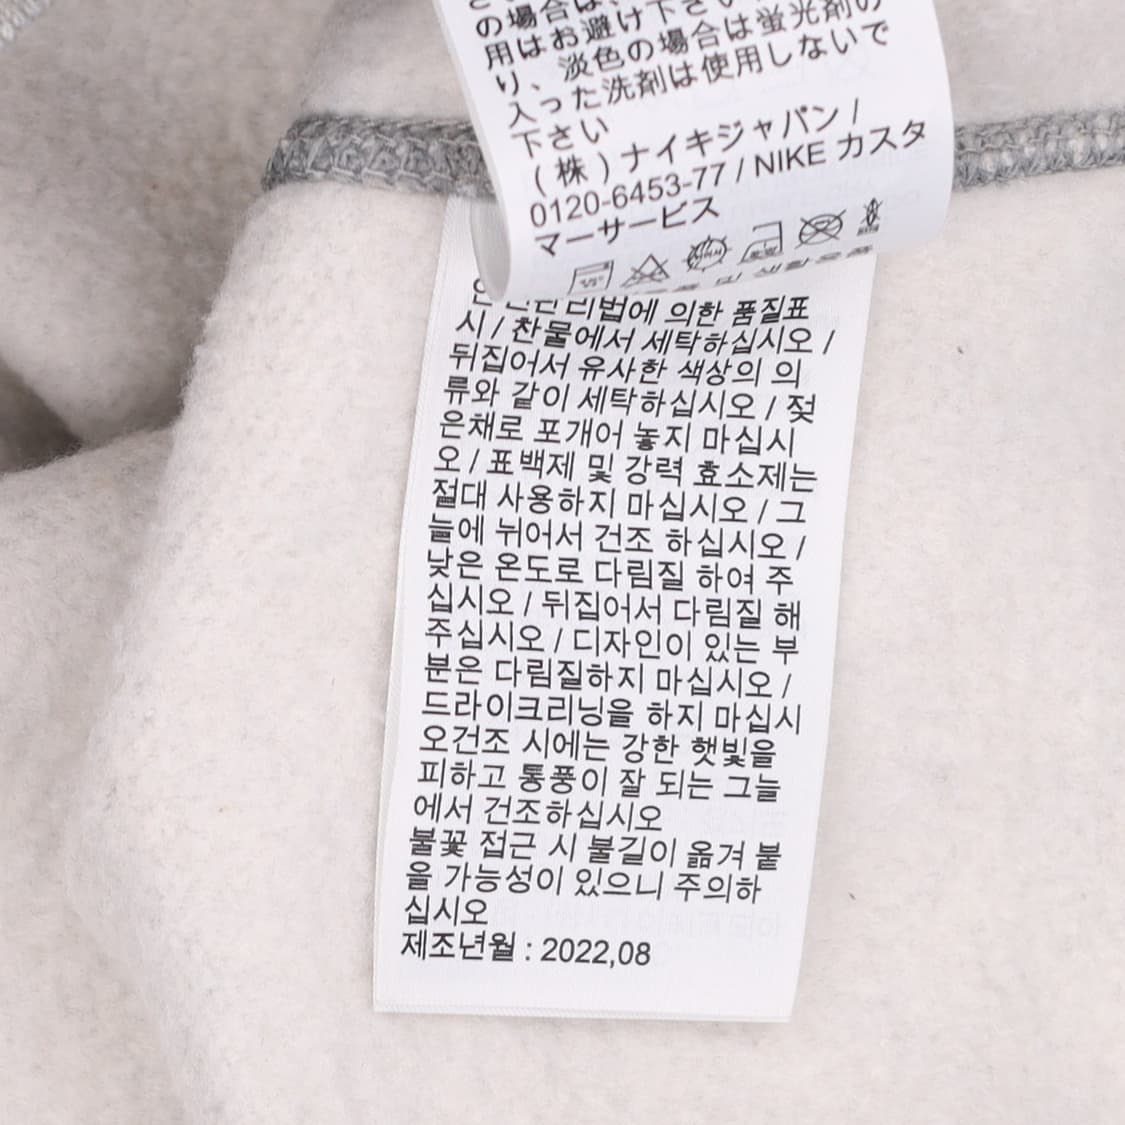 の場合は
用はお避け下さい
り、淡色の場合は蛍光剤の
入った洗剤は使用しないで
下さい
(株)ナイキジャパン /
0120-6453-77 / NIKE カスタ
マーサービス
의한 품질표
시 / 찬물에서 세탁하십시오 /
뒤집어서 유사한 색상의 의
류와 같이 세탁하십시오 / 젖
은채로 포개어 놓지 마십시
오 / 표백제 및 강력 효소제는
절대 사용하지 마십시오 / 그
늘에 뉘어서 건조 하십시오 /
낮은 온도로 다림질 하여 주
십시오 / 뒤집어서 다림질 해
주십시오 / 디자인이 있는 부
분은 다림질하지 마십시오 /
드라이크리닝을 하지 마십시
오건조 시에는 강한 햇빛을
피하고 통풍이 잘 되는 그늘
에서 건조하십시오
불꽃 접근 시 불길이 옮겨 붙
을 가능성이 있으니 주의하
십시오
제조년월 : 2022,08